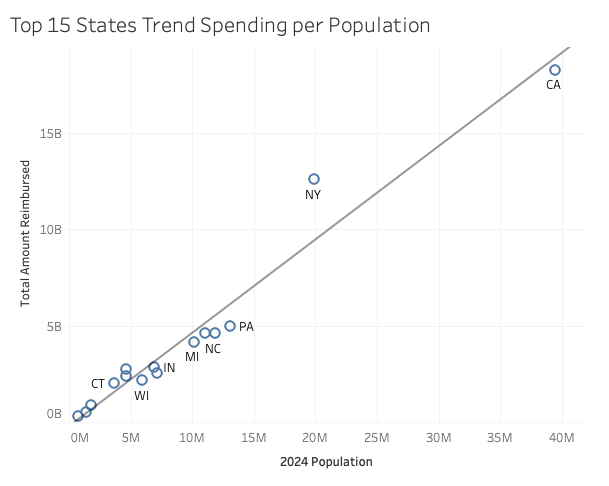 Top 15 States Trend Spending per Population
15B
10B
5B
0B
Total Amount Reimbursed
CA
NY
PA
NC
MI
IN
CT
WI
0M 5M 10M 15M 20M 25M 30M 35M 40M
2024 Population